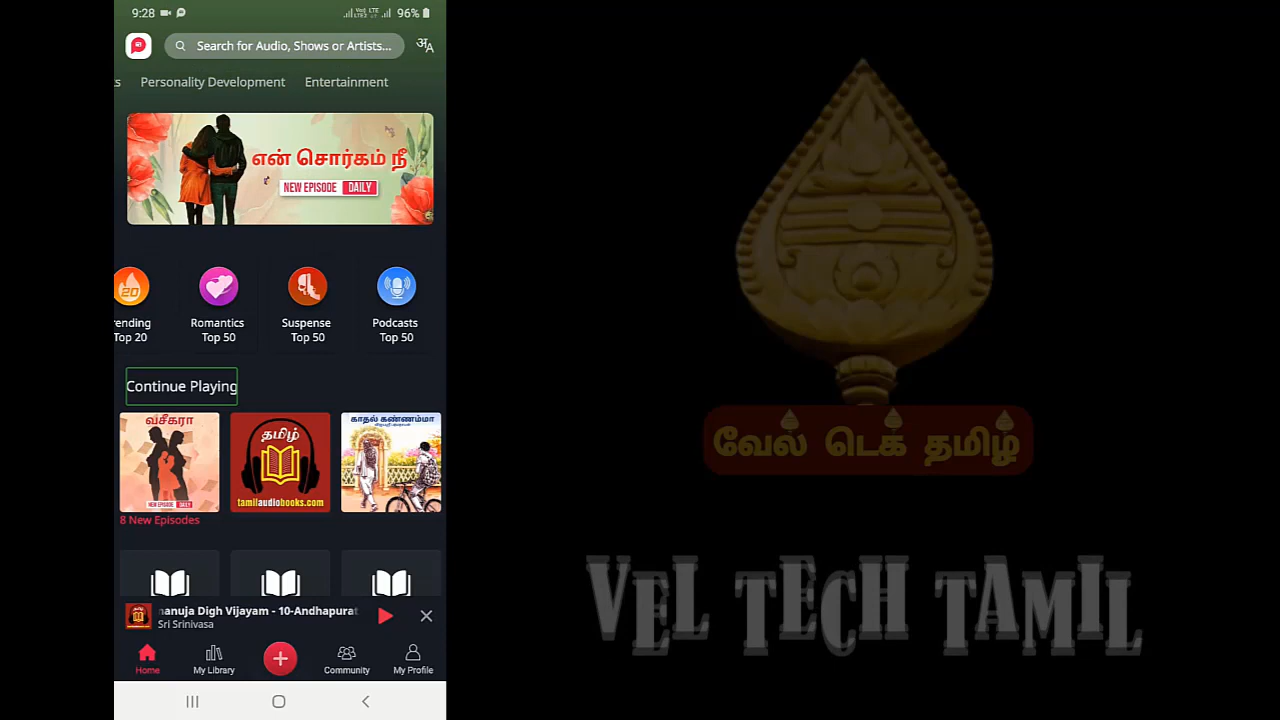 9:28
96%
Search for Audio, Shows or Artists...
Personality Development
Entertainment
என் சொர்கம் நீ
NEW EPISODE DAILY
Top 20
Romantics
Top 50
Suspense
Top 50
Podcasts
Top 50
Continue Playing
வசீகரா
NEW EPISODE DAILY
தமிழ்
tamilaudiobooks.com
காதல் கண்ணம்மா
8 New Episodes
Digh Vijayam - 10-Andhapurat
Sri Srinivasa
Home
My Library
Community
My Profile
வேல் டெக் தமிழ்
VEL TECH TAMIL